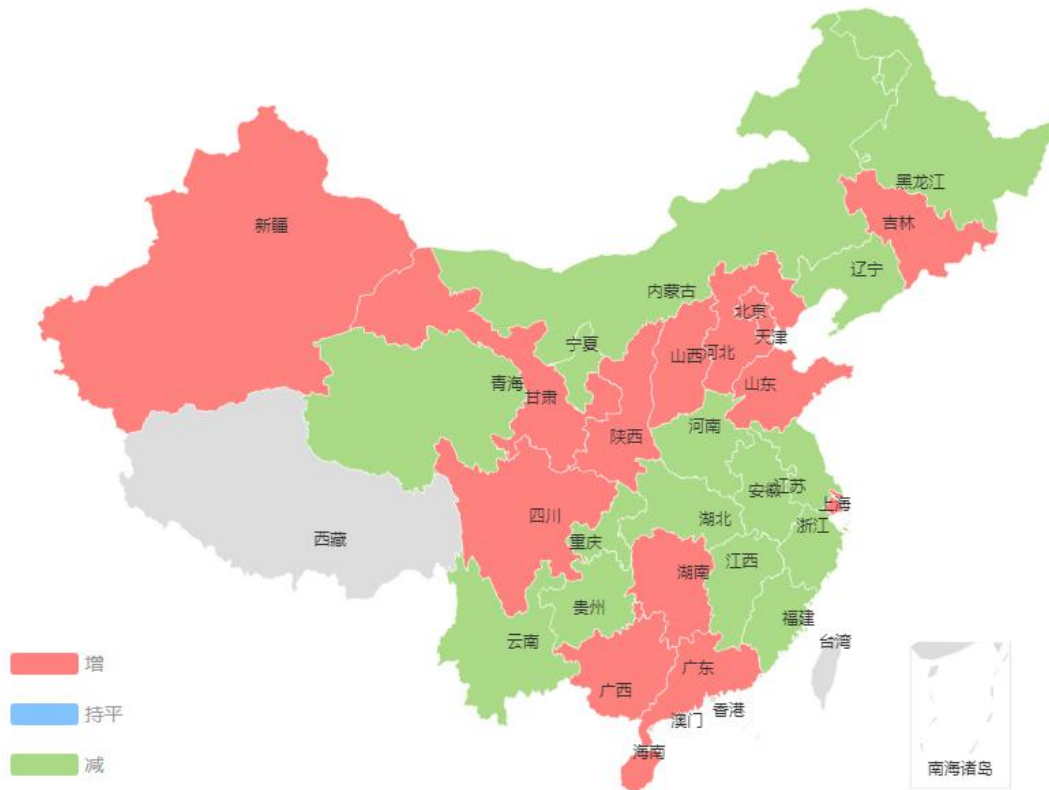 黑龙江
吉林
新疆
辽宁
内蒙古
北京
天津
宁夏
山西
河北
青海
甘肃
山东
陕西
河南
安徽
江苏
上海
四川
湖北
浙江
重庆
西藏
湖南
江西
贵州
福建
云南
台湾
增
广东
广西
持平
澳门
香港
海南
减
南海诸岛